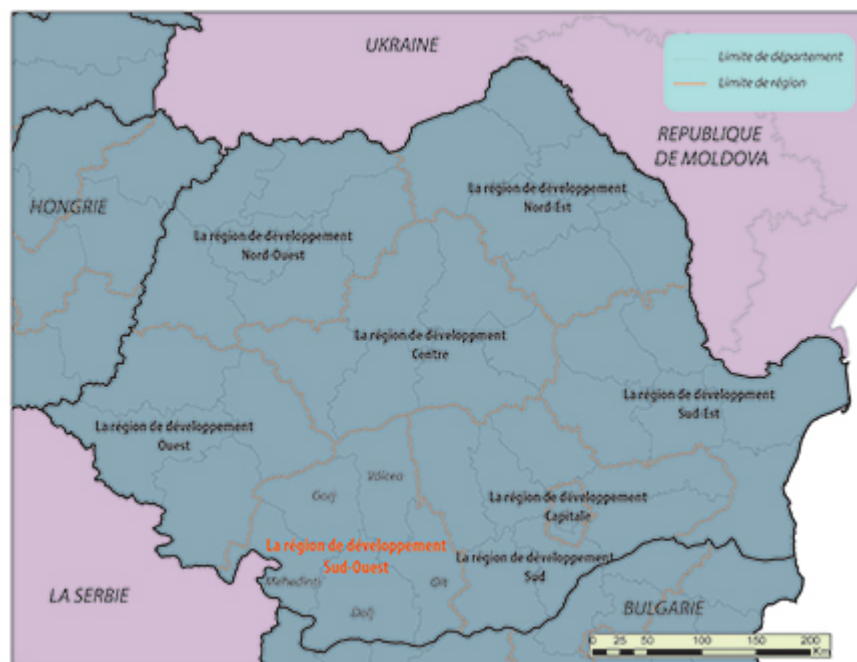 UKRAINE
Limite de département
Limite de région
REPUBLIQUE
DE MOLDOVA
HONGRIE
La région de développement
Nord-Est
La région de développement
Nord-Ouest
La région de dévelopment
Centre
La région de développement
Sud-Est
La région de développement
Ouest
Vâlcea
Gorj
La région de développement
Capitale
La région de développement
Sud-Ouest
La région de développement
Sud
Mehedinți
Olt
Dolj
LA SERBIE
BULGARIE
0 25 50 100 150 200
Km